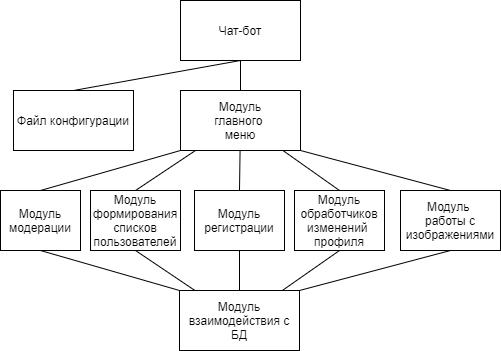 Чат-бот
Файл конфигурации
Модуль
главного
меню
Модуль
модерации
Модуль
формирования
списков
пользователей
Модуль
регистрации
Модуль
обработчиков
изменений
профиля
Модуль
работы с
изображениями
Модуль
взаимодействия с
БД